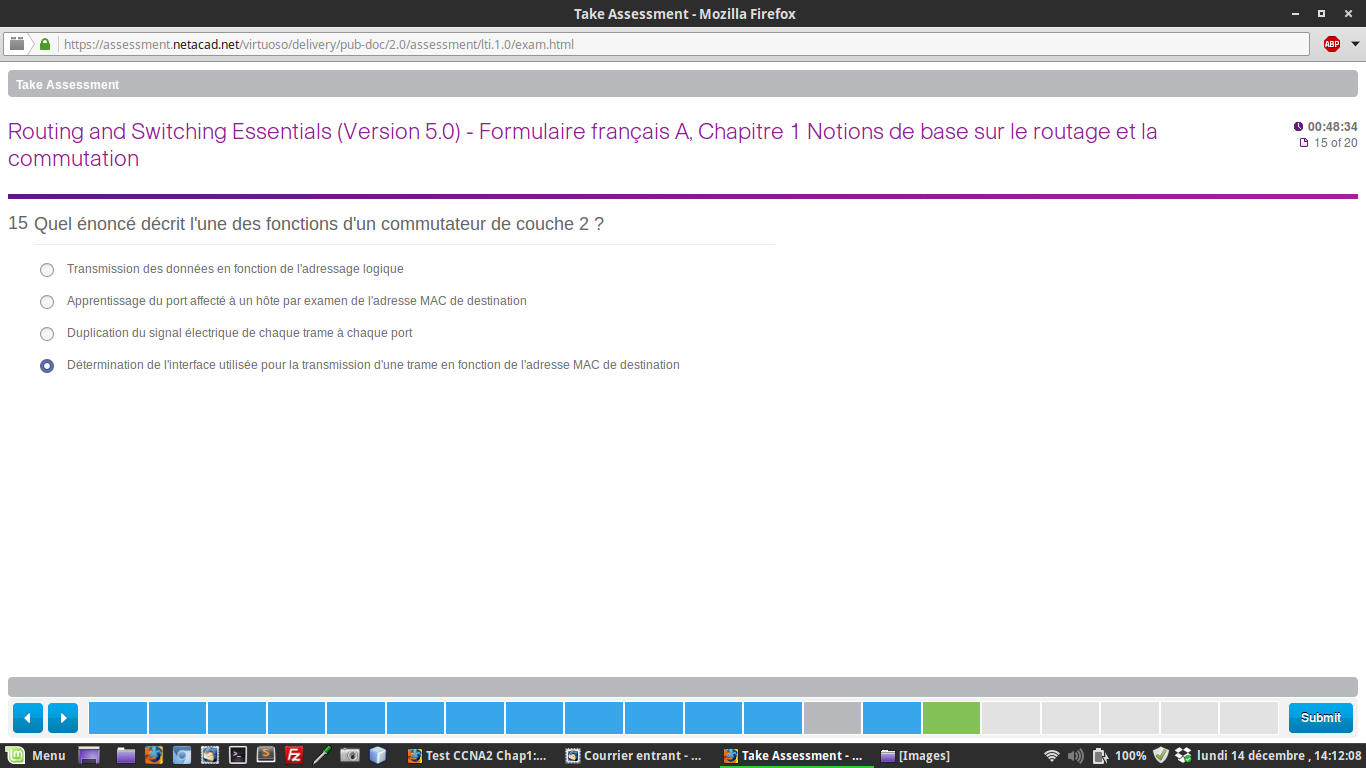 Take Assessment - Mozilla Firefox
https://assessment.netacad.net/virtuoso/delivery/pub-doc/2.0/assessment/lti.1.0/exam.html
ABP
Take Assessment
Routing and Switching Essentials (Version 5.0) - Formulaire français A, Chapitre 1 Notions de base sur le routage et la
commutation
00:48:34
15 of 20
15 Quel énoncé décrit l'une des fonctions d'un commutateur de couche 2 ?
Transmission des données en fonction de l'adressage logique
Apprentissage du port affecté à un hôte par examen de l'adresse MAC de destination
Duplication du signal électrique de chaque trame à chaque port
Détermination de l'interface utilisée pour la transmission d'une trame en fonction de l'adresse MAC de destination
Submit
Menu
Test CCNA2 Chap1:...
Courrier entrant - ...
Take Assessment - ...
[Images]
100%
lundi 14 décembre , 14:12:08